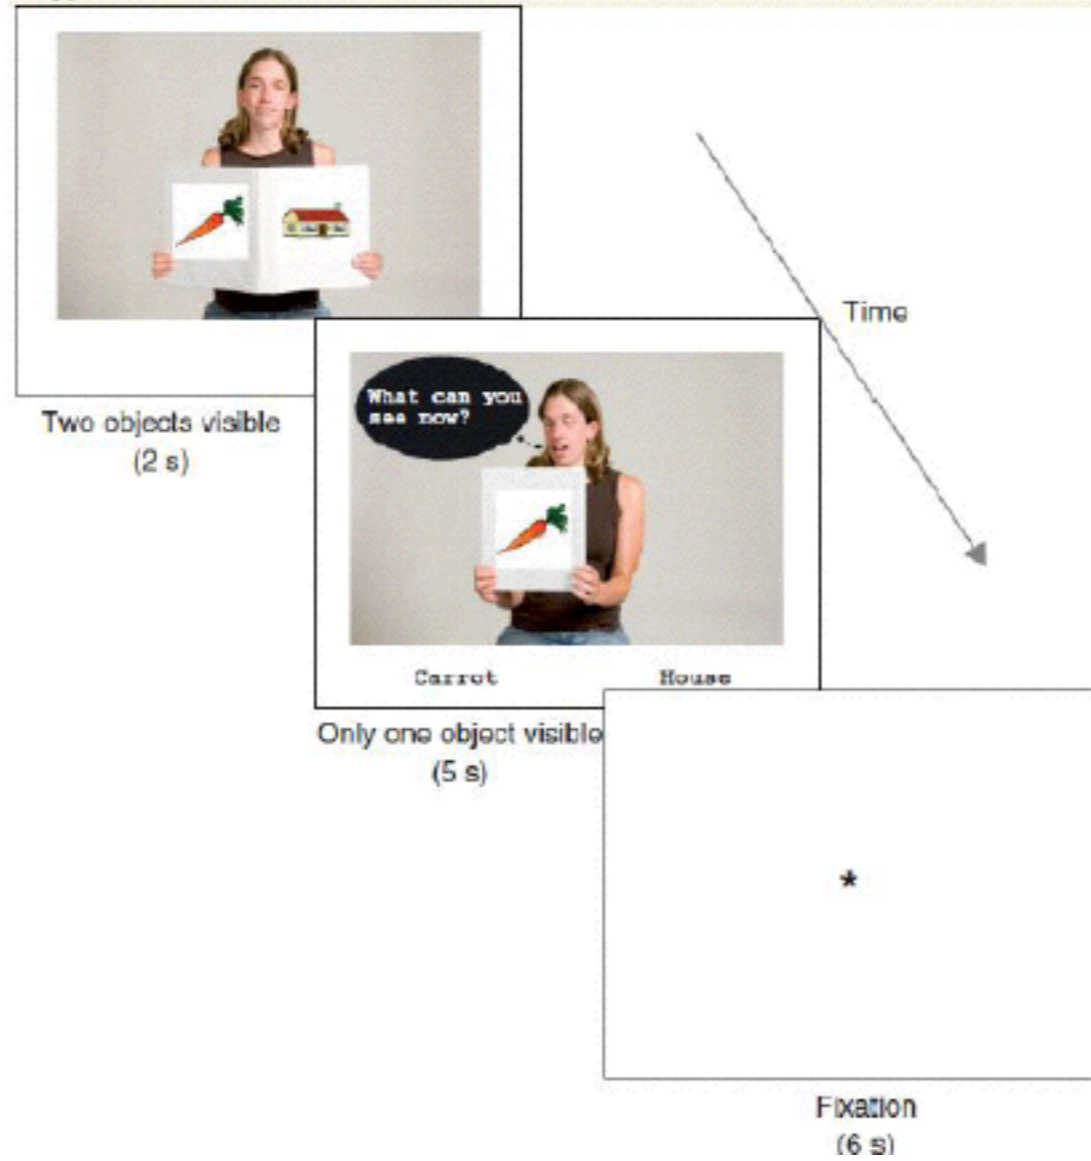 Two objects visible
(2 s)
Time
What can you
see now?
Carrot
House
Only one object visible
(5 s)
*
Fixation
(6 s)